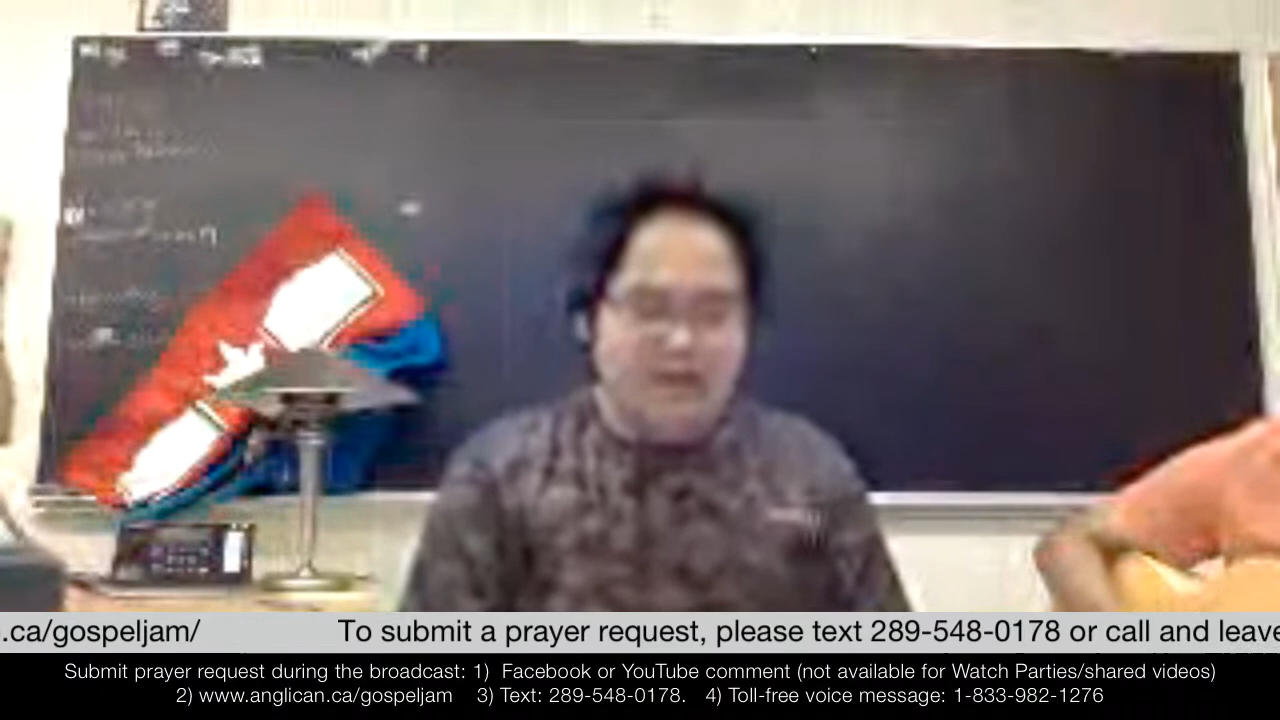 .ca/gospeljam/ To submit a prayer request, please text 289-548-0178 or call and leave
Submit prayer request during the broadcast: 1) Facebook or YouTube comment (not available for Watch Parties/shared videos)
2) www.anglican.ca/gospeljam 3) Text: 289-548-0178. 4) Toll-free voice message: 1-833-982-1276